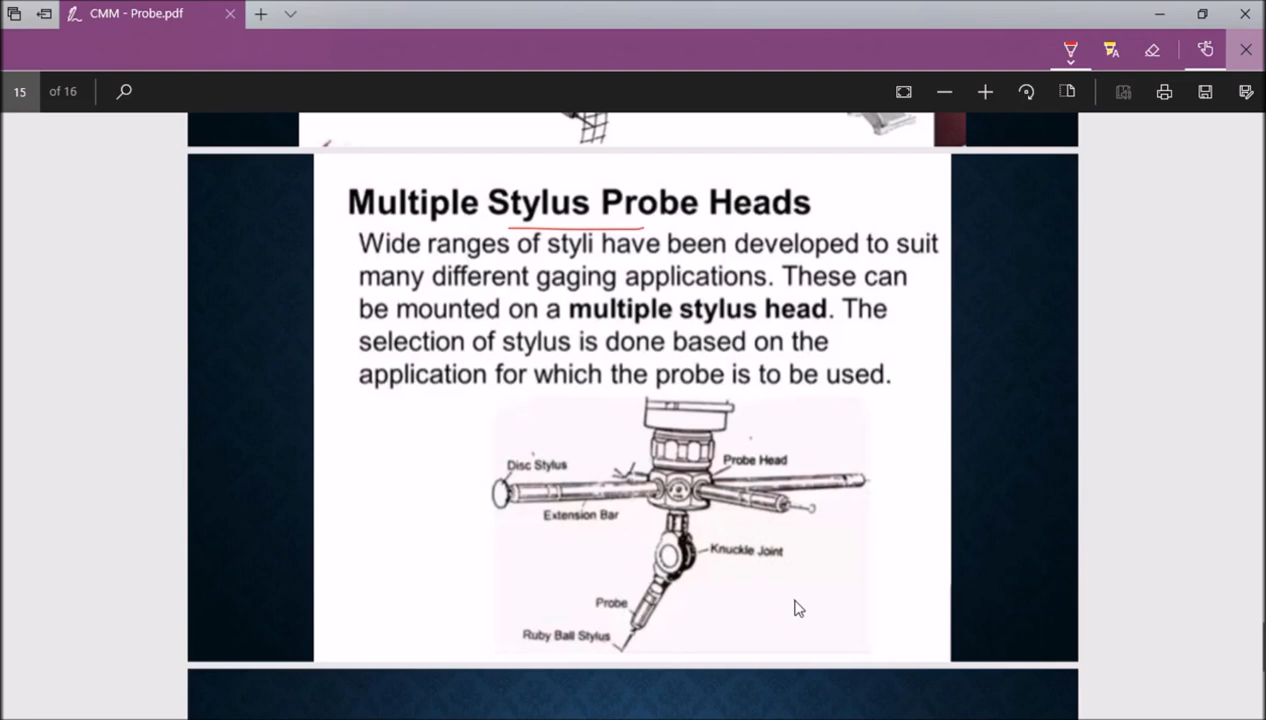 CMM - Probe.pdf
15 of 16
Multiple Stylus Probe Heads
Wide ranges of styli have been developed to suit
many different gaging applications. These can
be mounted on a multiple stylus head. The
selection of stylus is done based on the
application for which the probe is to be used.
Disc Stylus
Probe Head
Extension Bar
Knuckle Joint
Probe
Ruby Ball Stylus